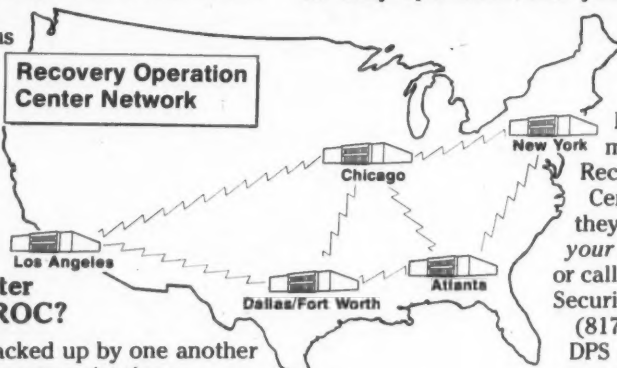 Recovery Operation
Center Network
New York
Chicago
Los Angeles
Dallas/Fort Worth
Atlanta
ter
ROC?
acked up by one another
m
Rec
Cen
they
your
or call
Securi
(817
DPS